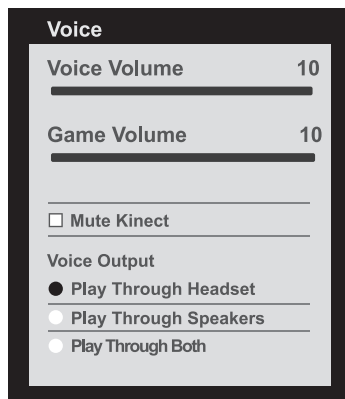 Voice
Voice Volume 10
Game Volume 10
Mute Kinect
Voice Output
Play Through Headset
Play Through Speakers
Play Through Both